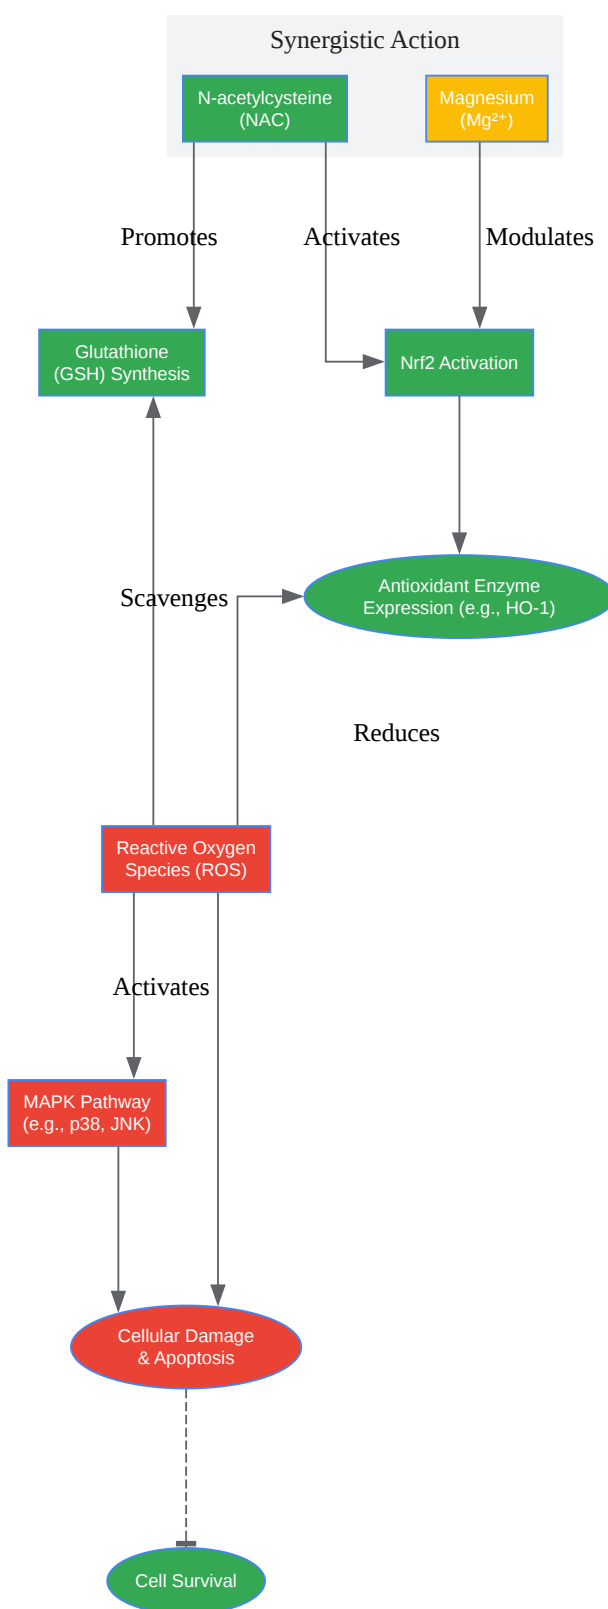 Synergistic Action
N-acetylcysteine
(NAC)
Magnesium
(Mg²⁺)
Promotes
Activates
Modulates
Glutathione
(GSH) Synthesis
Nrf2 Activation
Antioxidant Enzyme
Expression (e.g., HO-1)
Scavenges
Reduces
Reactive Oxygen
Species (ROS)
Activates
MAPK Pathway
(e.g., p38, JNK)
Cellular Damage
& Apoptosis
Cell Survival